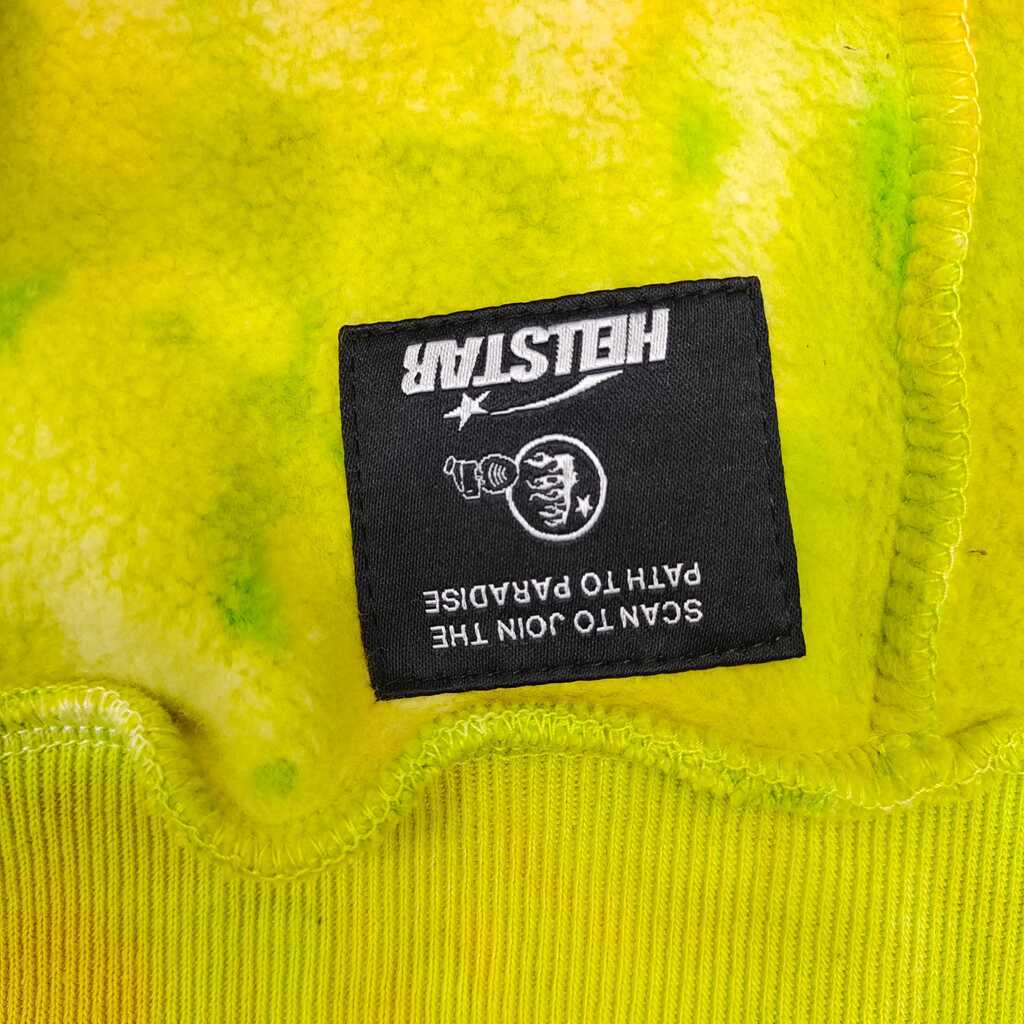 HELLSTAR
SCAN TO JOIN THE
PATH TO PARADISE